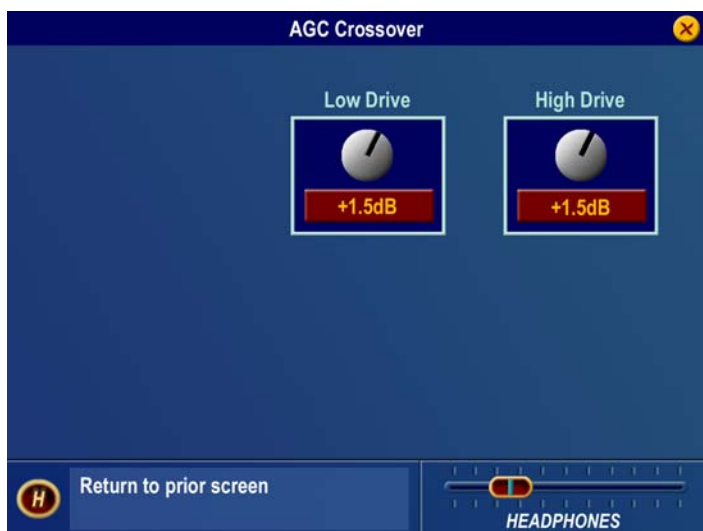 AGC Crossover
Low Drive
High Drive
+1.5dB
+1.5dB
H
Return to prior screen
HEADPHONES